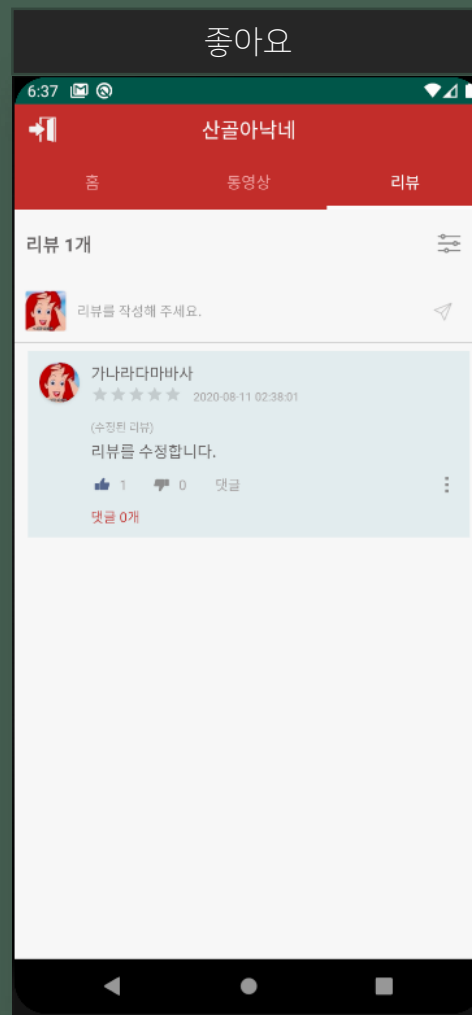 좋아요
6:37
산골아낙네
홈 동영상 리뷰
리뷰 1개
리뷰를 작성해 주세요.
가나라다마바사
2020-08-11 02:38:01
(수정된 리뷰)
리뷰를 수정합니다.
1 0 댓글
댓글 0개